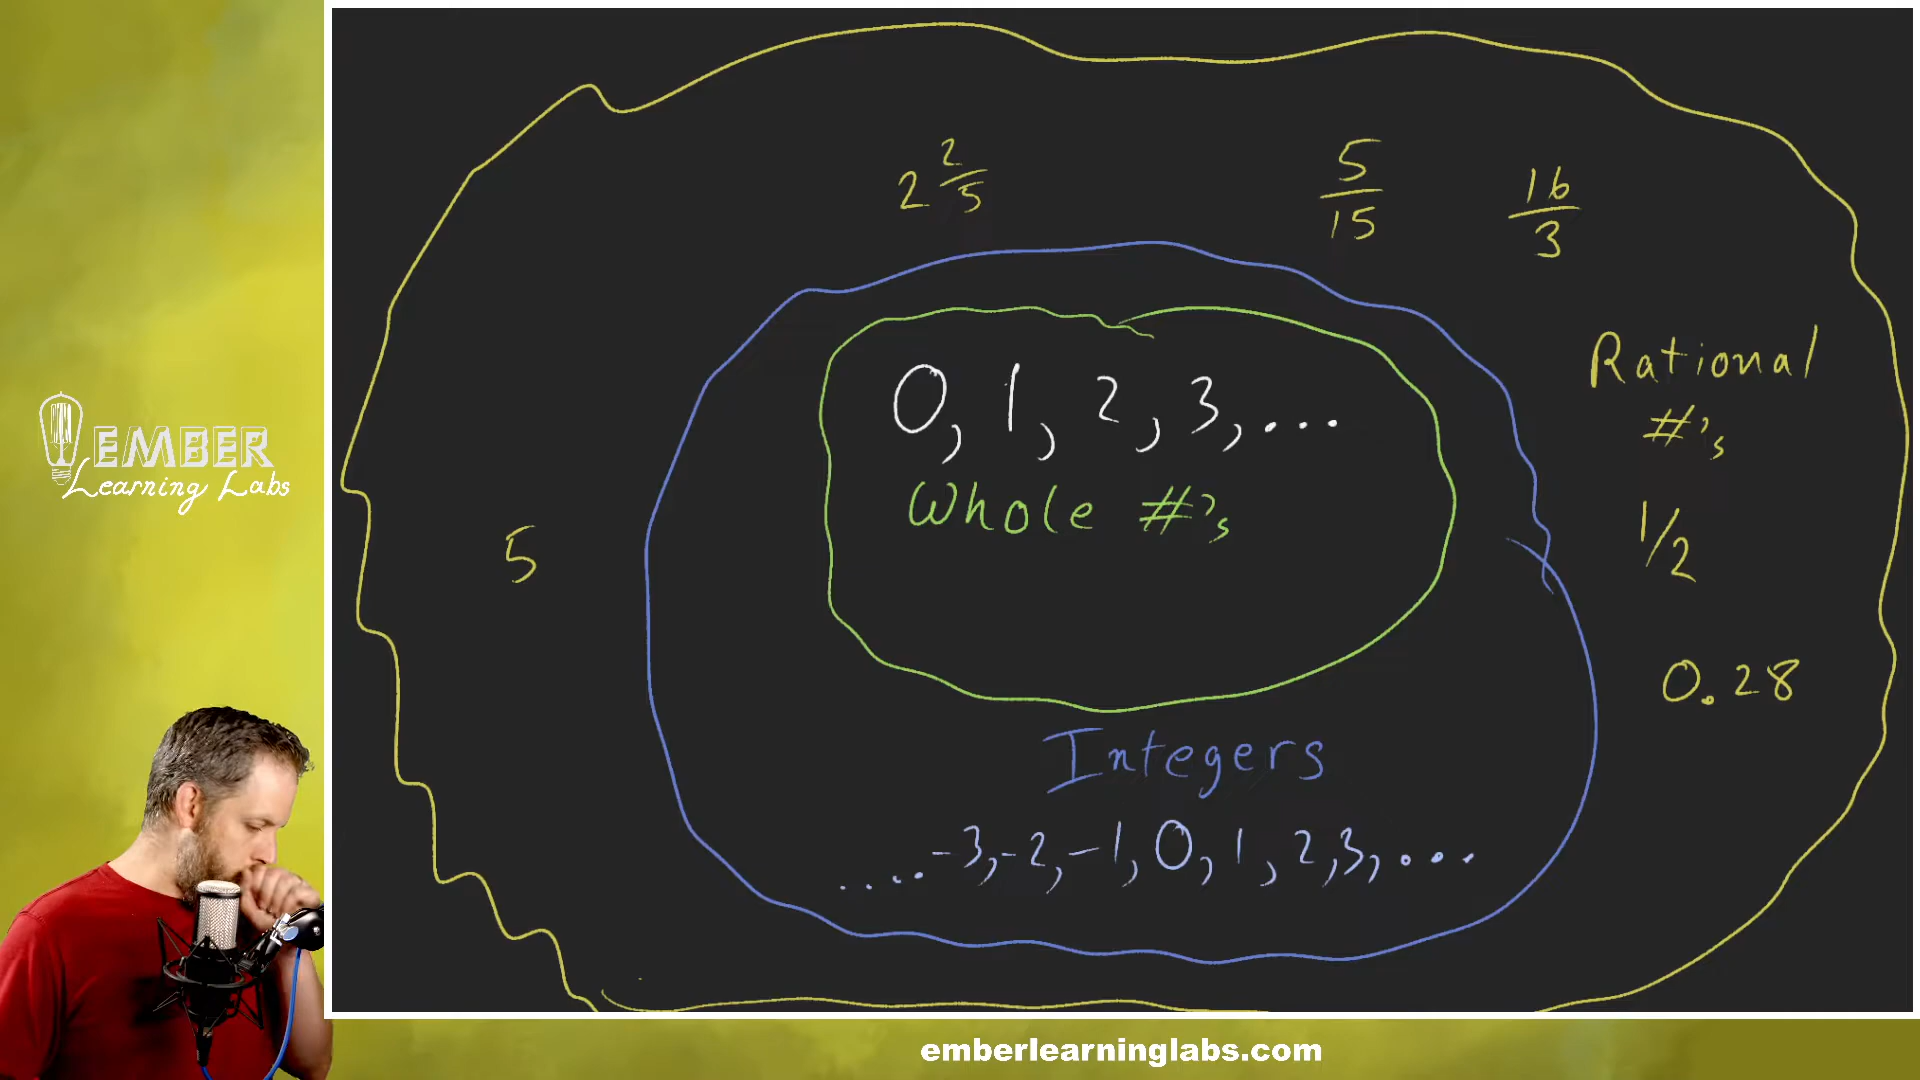 EMBER
Learning Labs
2 2/5
5/15
16/3
Rational
#'s
1/2
0.28
5
0, 1, 2, 3, ...
Whole #'s
Integers
.... -3, -2, -1, 0, 1, 2, 3, ...
emberlearninglabs.com